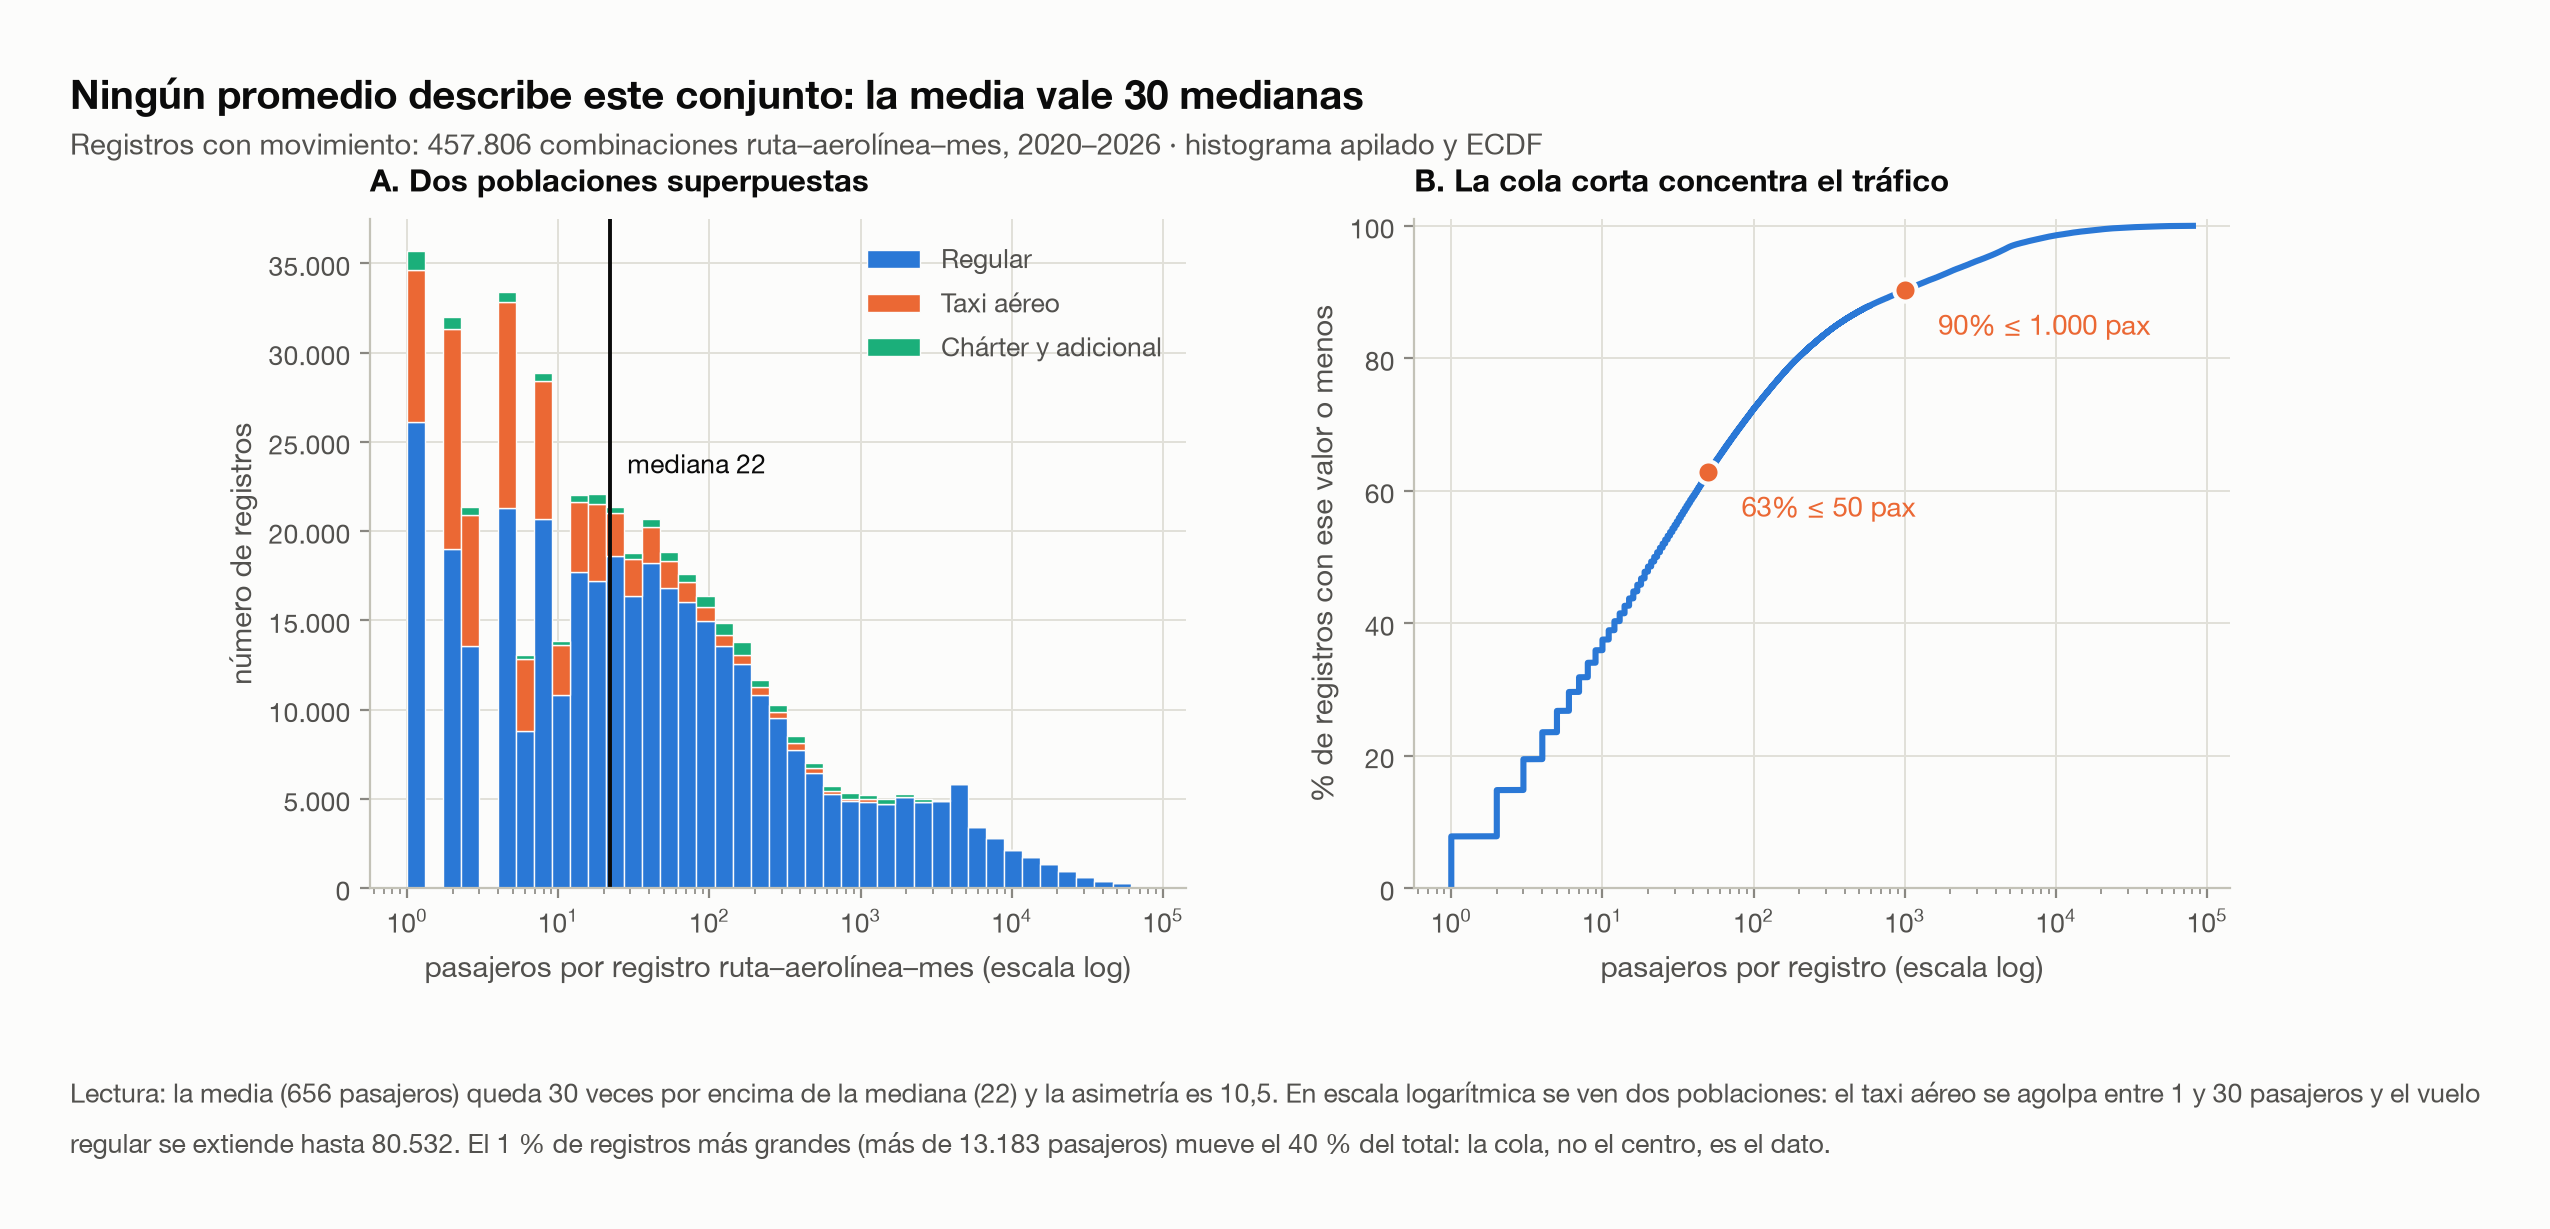 Ningún promedio describe este conjunto: la media vale 30 medianas
Registros con movimiento: 457.806 combinaciones ruta–aerolínea–mes, 2020–2026 · histograma apilado y ECDF
A. Dos poblaciones superpuestas
número de registros
35.000
30.000
25.000
20.000
15.000
10.000
5.000
0
Regular
Taxi aéreo
Chárter y adicional
mediana 22
10⁰
10¹
10²
10³
10⁴
10⁵
pasajeros por registro ruta–aerolínea–mes (escala log)
B. La cola corta concentra el tráfico
% de registros con ese valor o menos
100
80
60
40
20
0
90% ≤ 1.000 pax
63% ≤ 50 pax
10⁰
10¹
10²
10³
10⁴
10⁵
pasajeros por registro (escala log)
Lectura: la media (656 pasajeros) queda 30 veces por encima de la mediana (22) y la asimetría es 10,5. En escala logarítmica se ven dos poblaciones: el taxi aéreo se agolpa entre 1 y 30 pasajeros y el vuelo
regular se extiende hasta 80.532. El 1 % de registros más grandes (más de 13.183 pasajeros) mueve el 40 % del total: la cola, no el centro, es el dato.